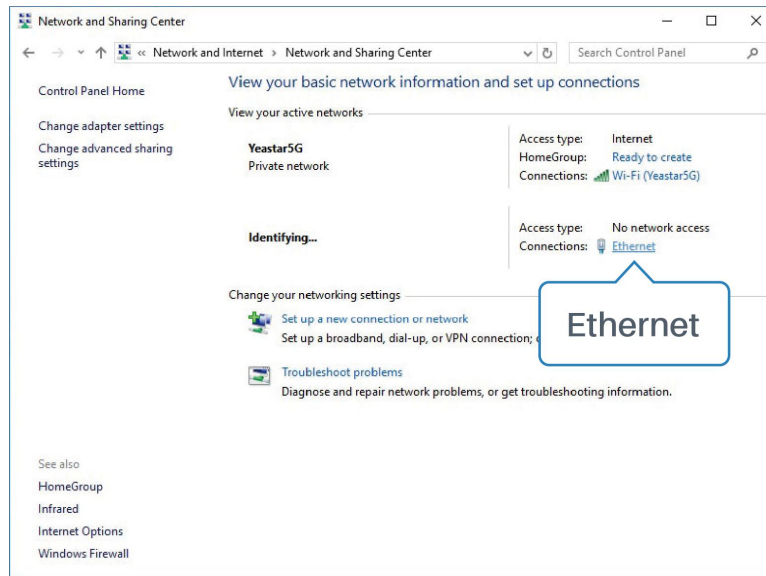 Network and Sharing Center
« Network and Internet > Network and Sharing Center
Search Control Panel
Control Panel Home
Change adapter settings
Change advanced sharing
settings
View your basic network information and set up connections
View your active networks
Yeastar5G
Private network
Access type: Internet
HomeGroup: Ready to create
Connections: Wi-Fi (Yeastar5G)
Identifying...
Access type: No network access
Connections: Ethernet
Ethernet
Change your networking settings
Set up a new connection or network
Set up a broadband, dial-up, or VPN connection;
Troubleshoot problems
Diagnose and repair network problems, or get troubleshooting information.
See also
HomeGroup
Infrared
Internet Options
Windows Firewall